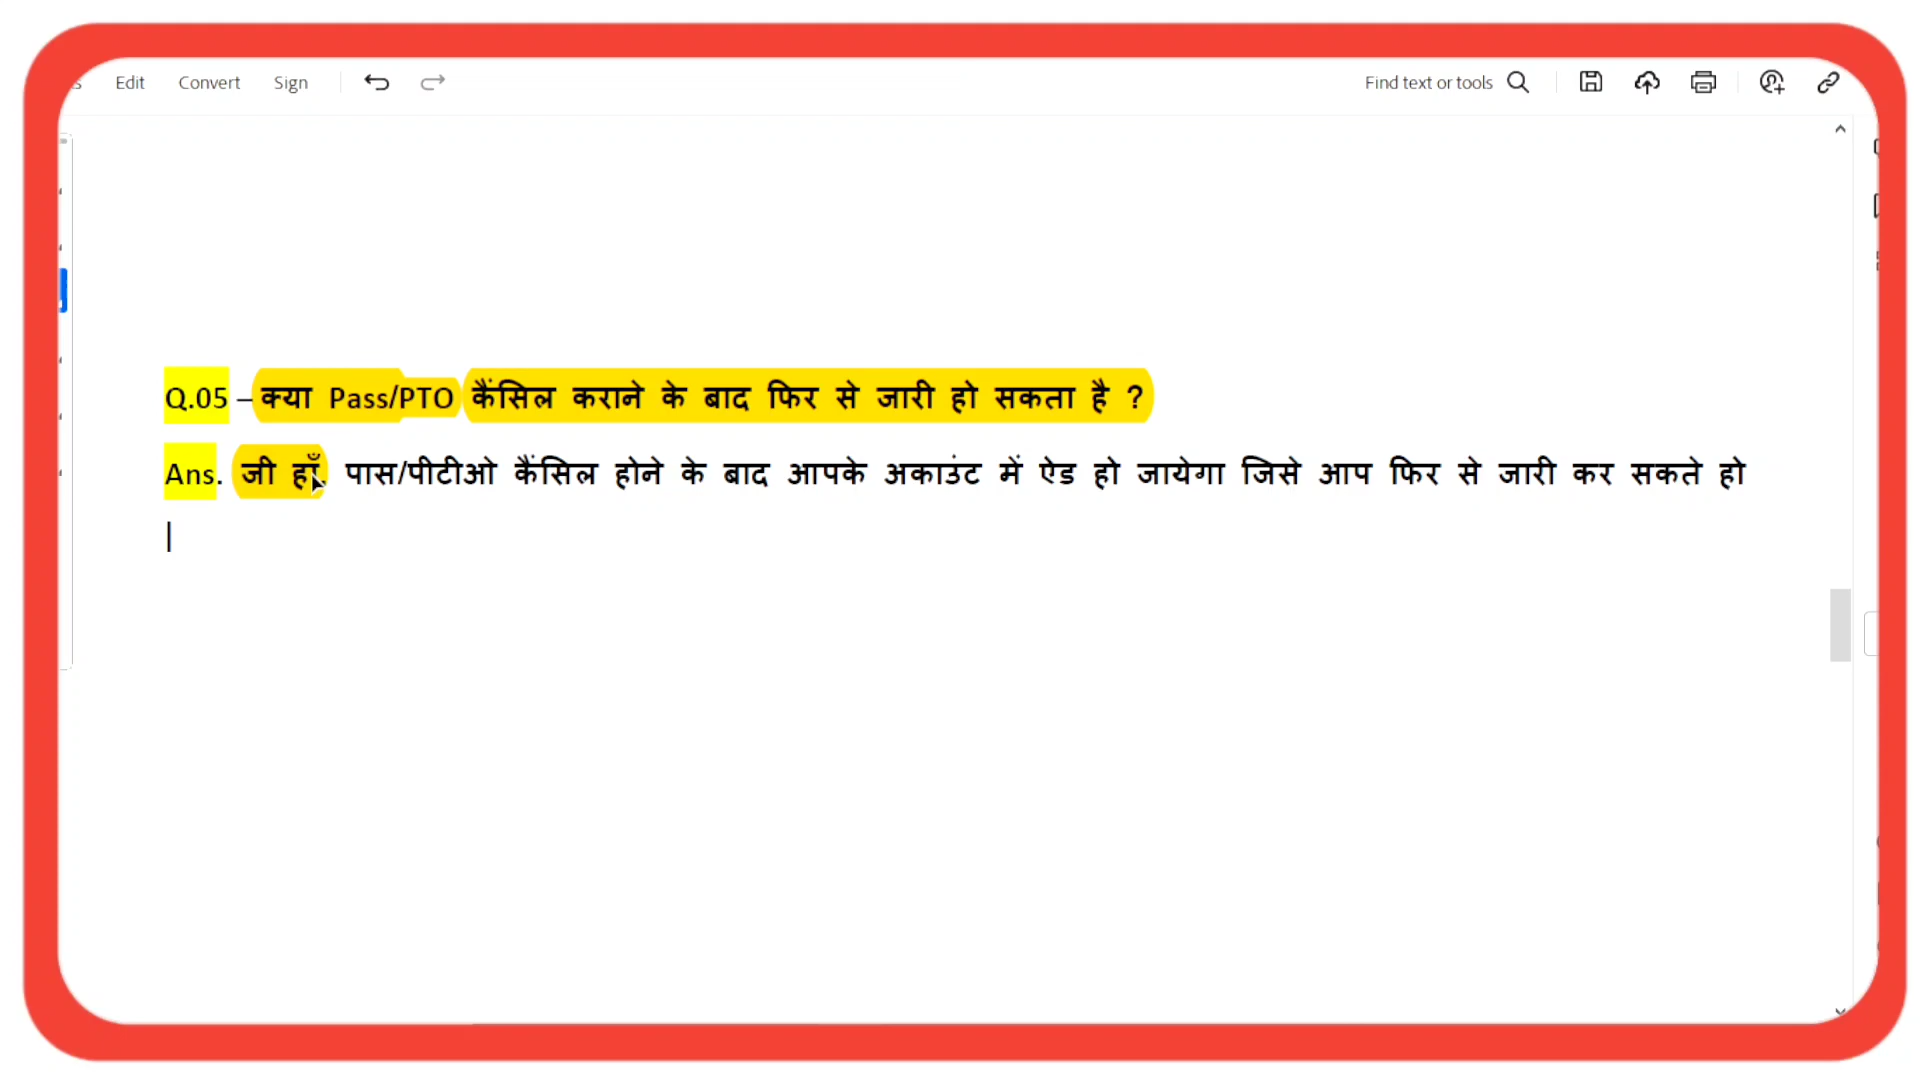 Edit Convert Sign Find text or tools
Q.05 –क्या Pass/PTO कैंसिल कराने के बाद फिर से जारी हो सकता है ?
Ans. जी हाँ. पास/पीटीओ कैंसिल होने के बाद आपके अकाउंट में ऐड हो जायेगा जिसे आप फिर से जारी कर सकते हो
|